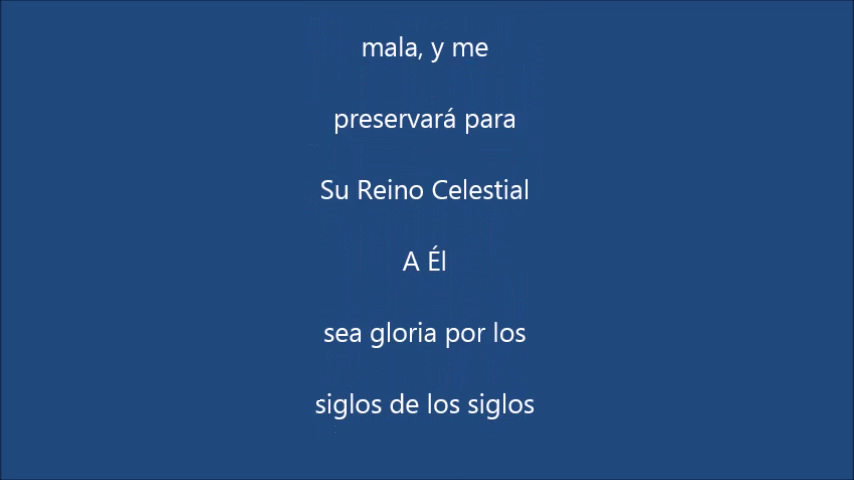 mala, y me
preservará para
Su Reino Celestial
A Él
sea gloria por los
siglos de los siglos